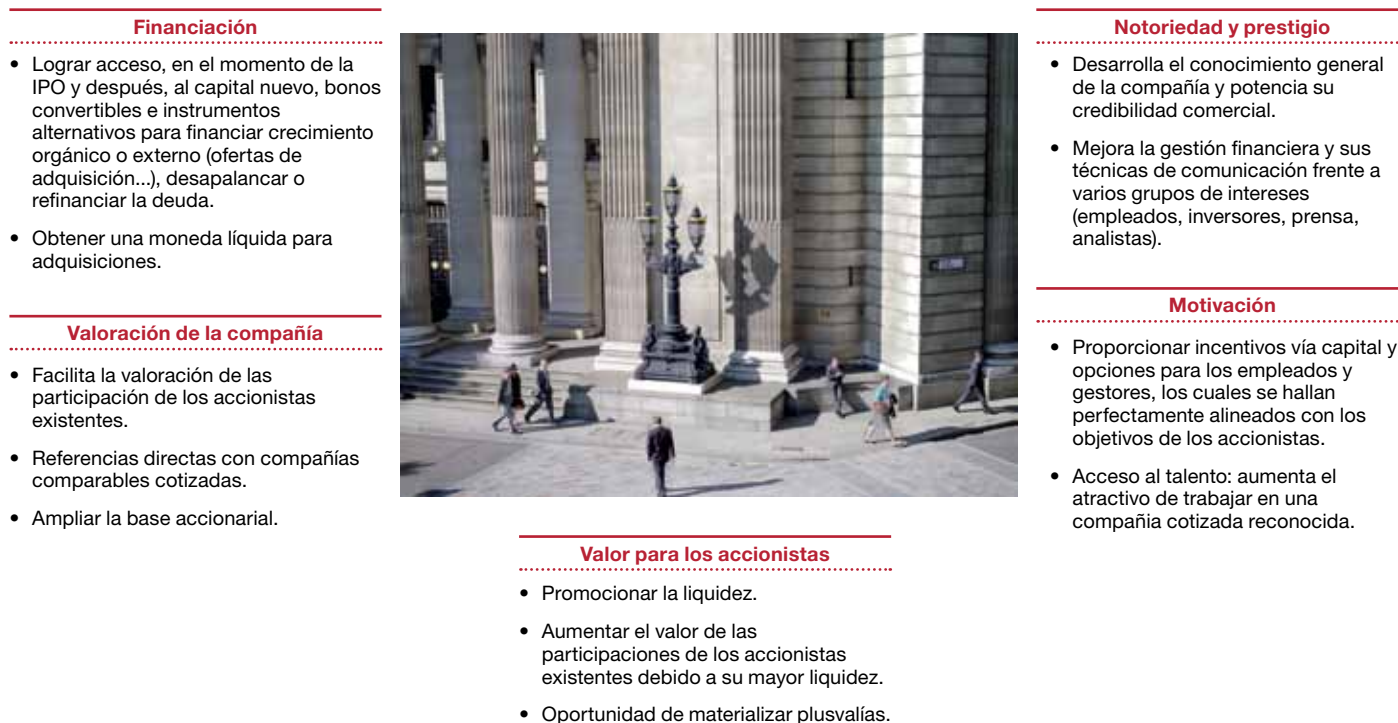 Financiación
• Lograr acceso, en el momento de la
IPO y después, al capital nuevo, bonos
convertibles e instrumentos
alternativos para financiar crecimiento
orgánico o externo (ofertas de
adquisición...), desapalancar o
refinanciar la deuda.
• Obtener una moneda líquida para
adquisiciones.
Valoración de la compañía
• Facilita la valoración de las
participación de los accionistas
existentes.
• Referencias directas con compañías
comparables cotizadas.
• Ampliar la base accionarial.
Valor para los accionistas
• Promocionar la liquidez.
• Aumentar el valor de las
participaciones de los accionistas
existentes debido a su mayor liquidez.
• Oportunidad de materializar plusvalías.
Notoriedad y prestigio
• Desarrolla el conocimiento general
de la compañía y potencia su
credibilidad comercial.
• Mejora la gestión financiera y sus
técnicas de comunicación frente a
varios grupos de intereses
(empleados, inversores, prensa,
analistas).
Motivación
• Proporcionar incentivos vía capital y
opciones para los empleados y
gestores, los cuales se hallan
perfectamente alineados con los
objetivos de los accionistas.
• Acceso al talento: aumenta el
atractivo de trabajar en una
compañia cotizada reconocida.